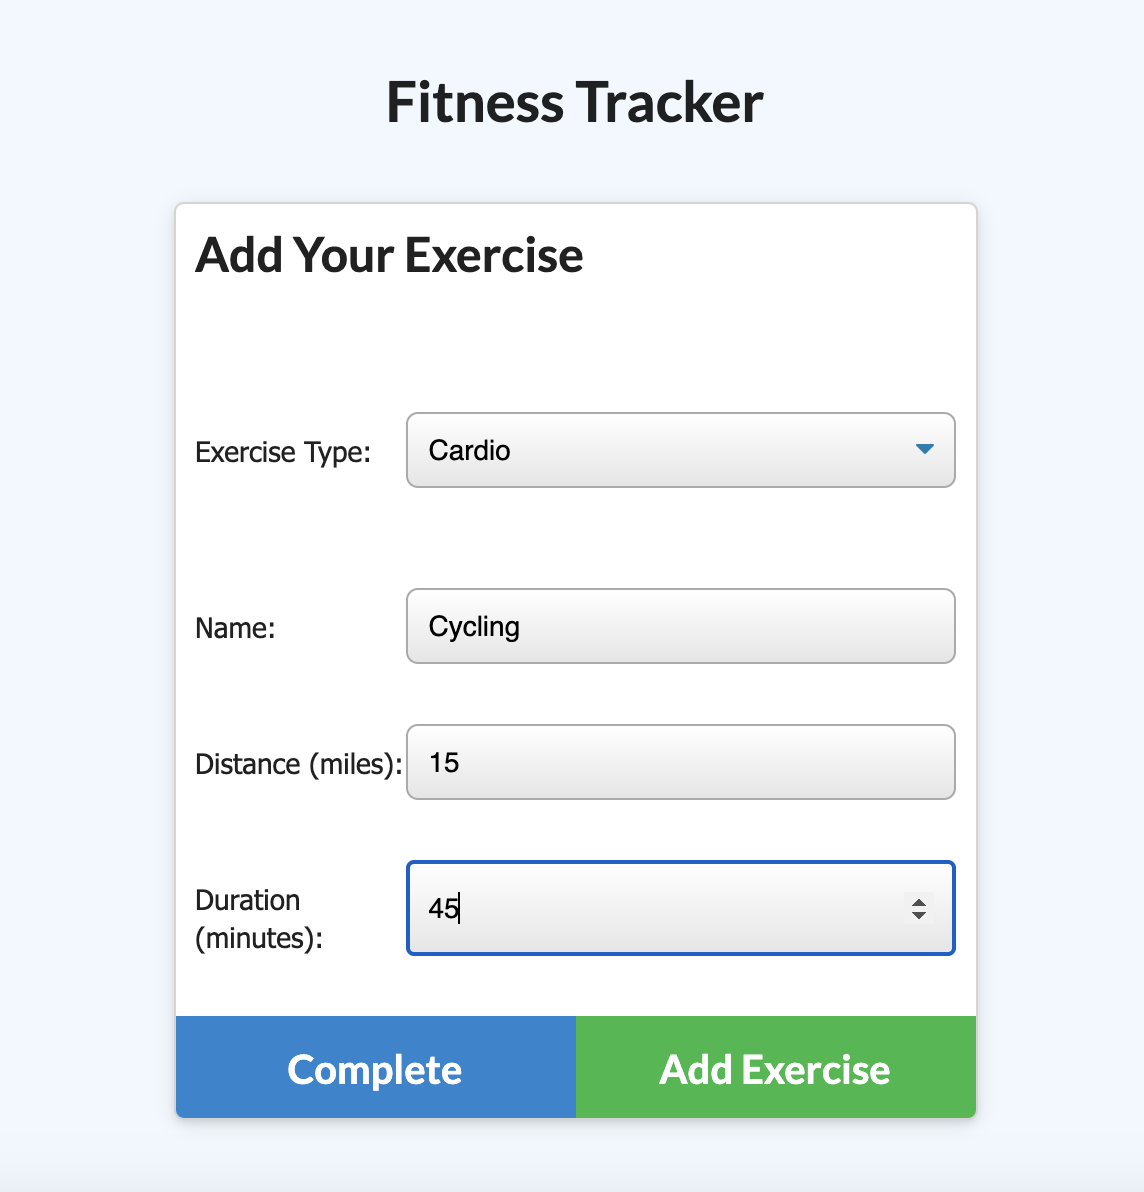 Fitness Tracker
Add Your Exercise
Exercise Type: Cardio
Name: Cycling
Distance (miles): 15
Duration
(minutes): 45
Complete Add Exercise